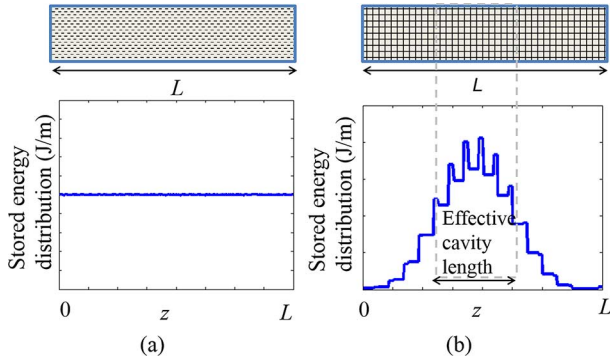 L
L
Stored energy
distribution (J/m)
0
z
L
(a)
Stored energy
distribution (J/m)
Effective
cavity
length
0
z
L
(b)